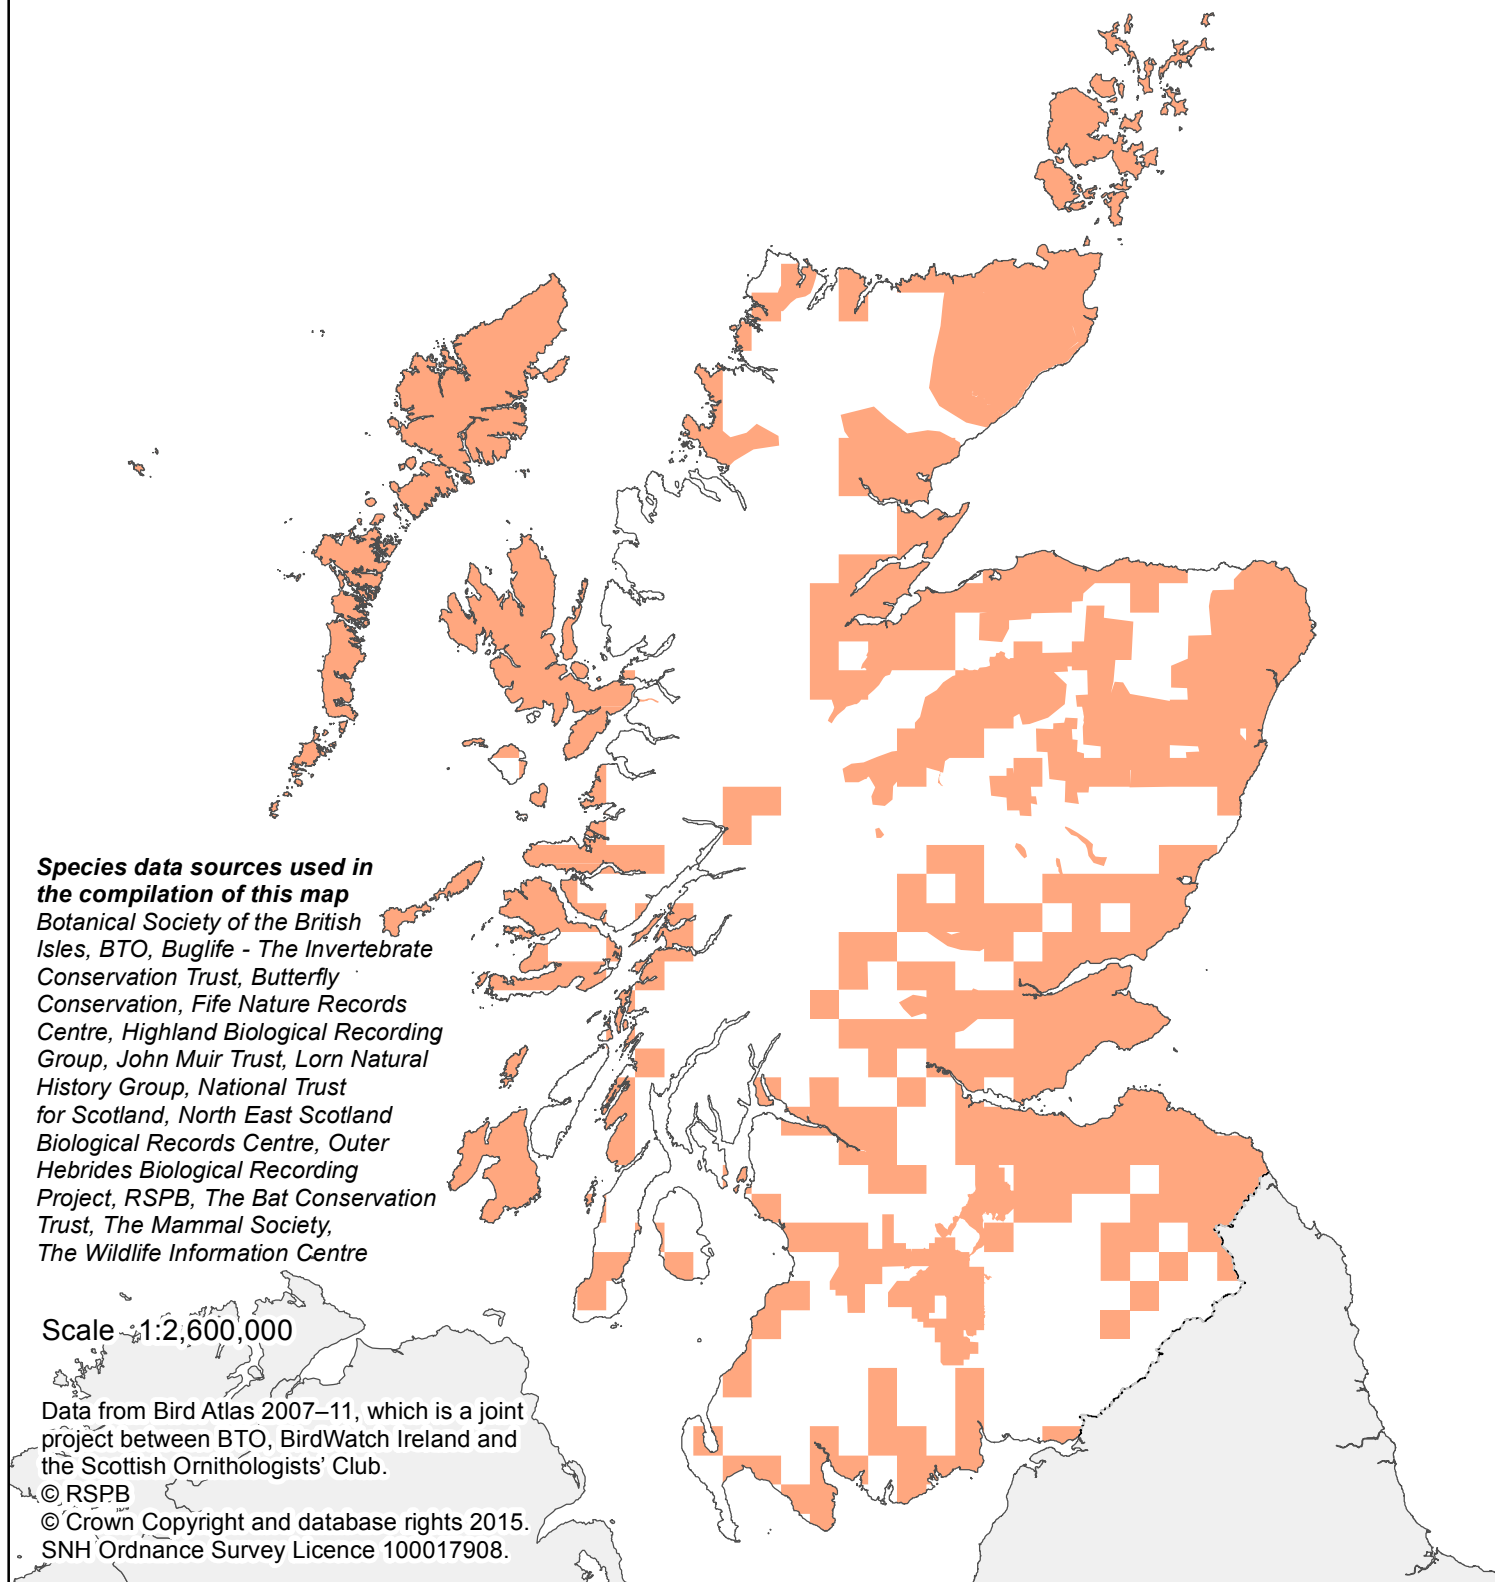 Species data sources used in
the compilation of this map
Botanical Society of the British
Isles, BTO, Buglife - The Invertebrate
Conservation Trust, Butterfly
Conservation, Fife Nature Records
Centre, Highland Biological Recording
Group, John Muir Trust, Lorn Natural
History Group, National Trust
for Scotland, North East Scotland
Biological Records Centre, Outer
Hebrides Biological Recording
Project, RSPB, The Bat Conservation
Trust, The Mammal Society,
The Wildlife Information Centre
Scale 1:2,600,000
Data from Bird Atlas 2007–11, which is a joint
project between BTO, BirdWatch Ireland and
the Scottish Ornithologists' Club.
© RSPB
© Crown Copyright and database rights 2015.
SNH Ordnance Survey Licence 100017908.